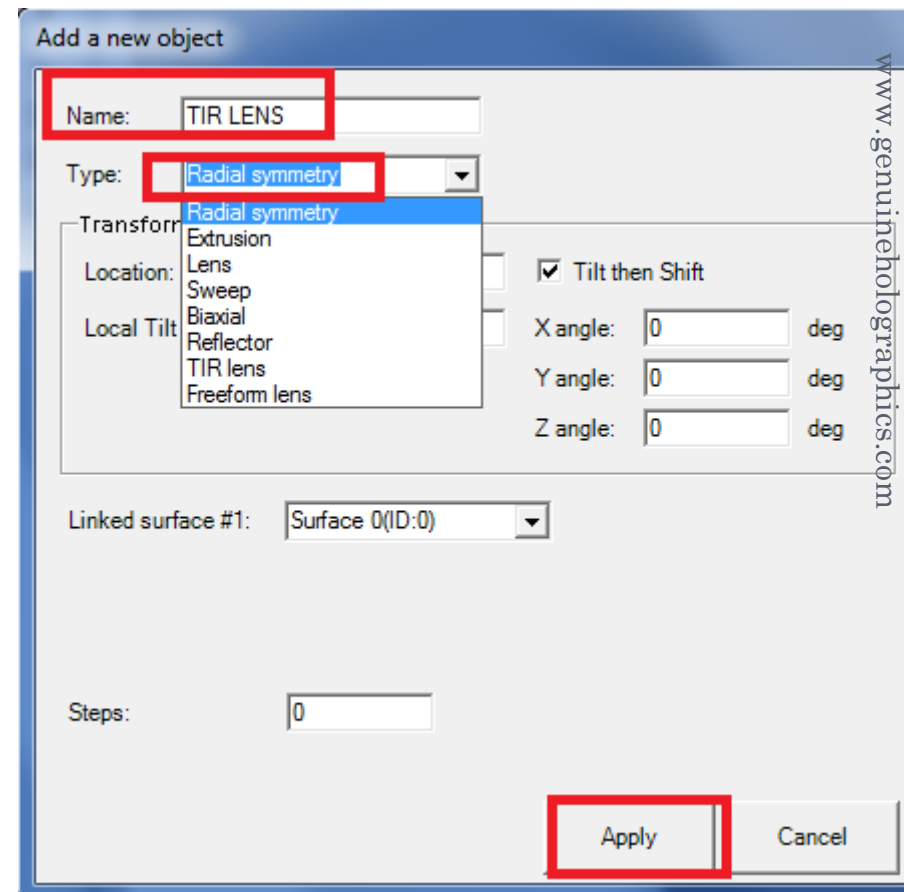 Add a new object
Name: TIR LENS
Type: Radial symmetry
Radial symmetry
Extrusion
Lens
Sweep
Biaxial
Reflector
TIR lens
Freeform lens
Transforr
Location:
Tilt then Shift
Local Tilt
X angle: 0 deg
Y angle: 0 deg
Z angle: 0 deg
Linked surface #1: Surface 0(ID:0)
Steps: 0
Apply Cancel
www.genuineholographics.com